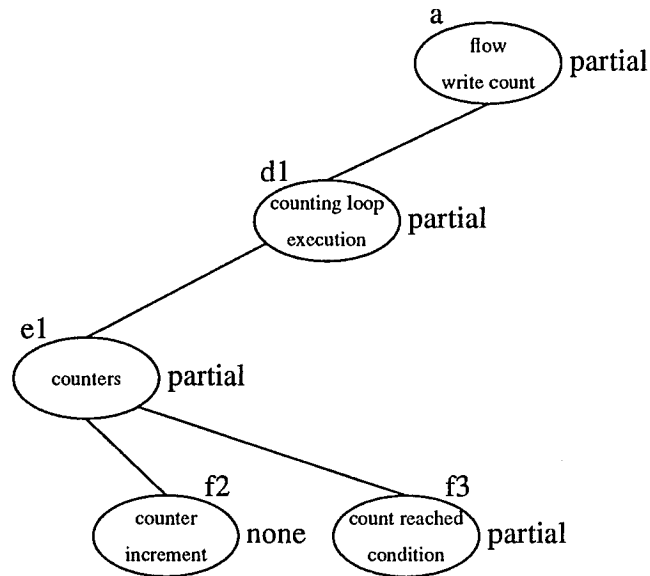 a
flow
write count
partial
d1
counting loop
execution
partial
e1
counters
partial
f2
counter
increment
none
f3
count reached
condition
partial